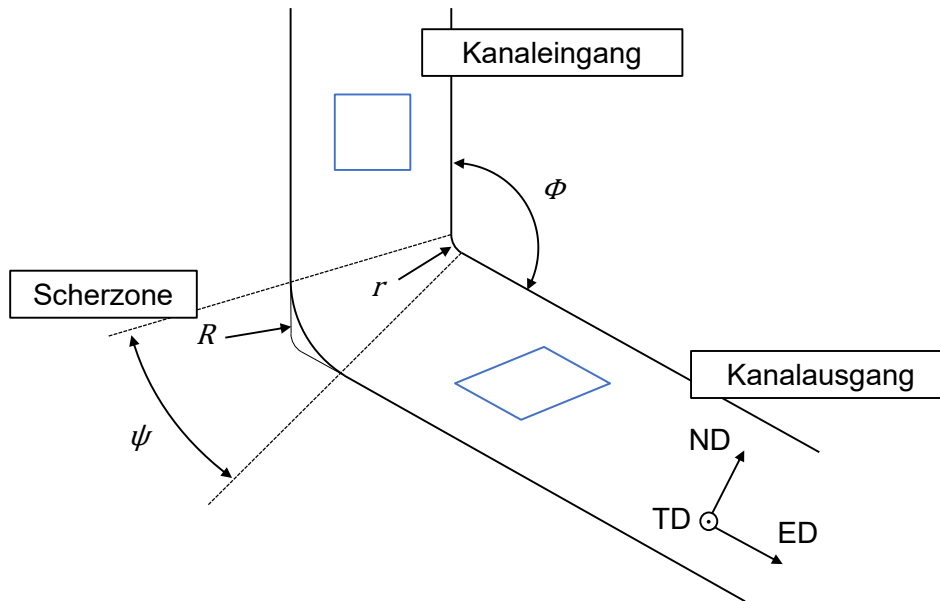 Kanaleingang
Φ
r
Scherzone
R
Kanalausgang
ψ
ND
TD
ED